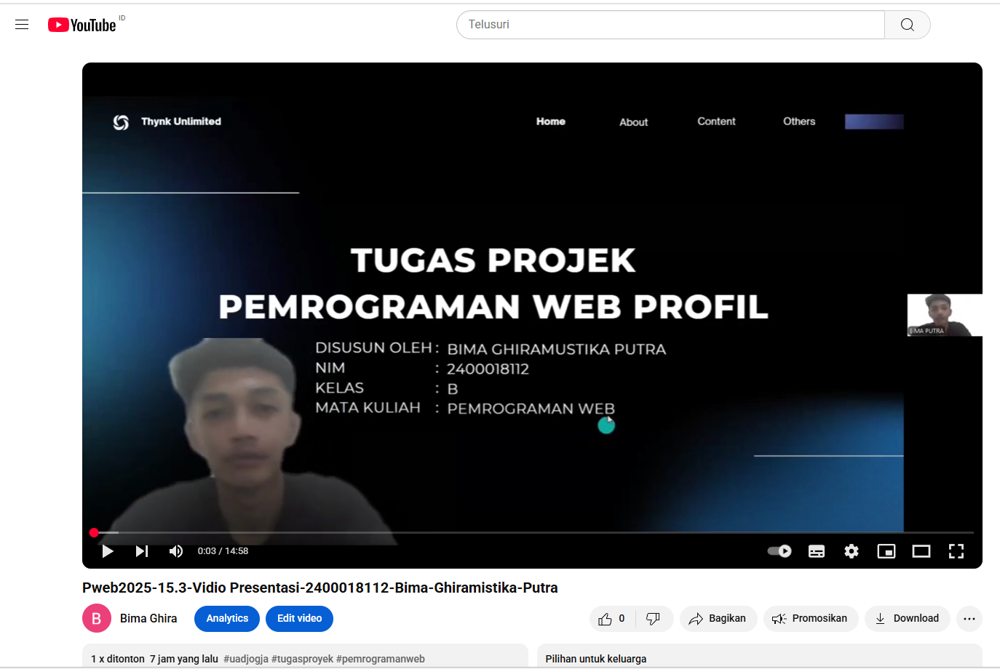 YouTube ID
Telusuri
Thynk Unlimited
Home About Content Others
TUGAS PROJEK
PEMROGRAMAN WEB PROFIL
DISUSUN OLEH : BIMA GHIRAMUSTIKA PUTRA
NIM : 2400018112
KELAS : B
MATA KULIAH : PEMROGRAMAN WEB
BIMA PUTRA
0:03 / 14:58
Pweb2025-15.3-Vidio Presentasi-2400018112-Bima-Ghiramistika-Putra
B Bima Ghira Analytics Edit video 0 Bagikan Promosikan Download
1 x ditonton 7 jam yang lalu #uadjogja #tugasproyek #pemrogramanweb
Pilihan untuk keluarga